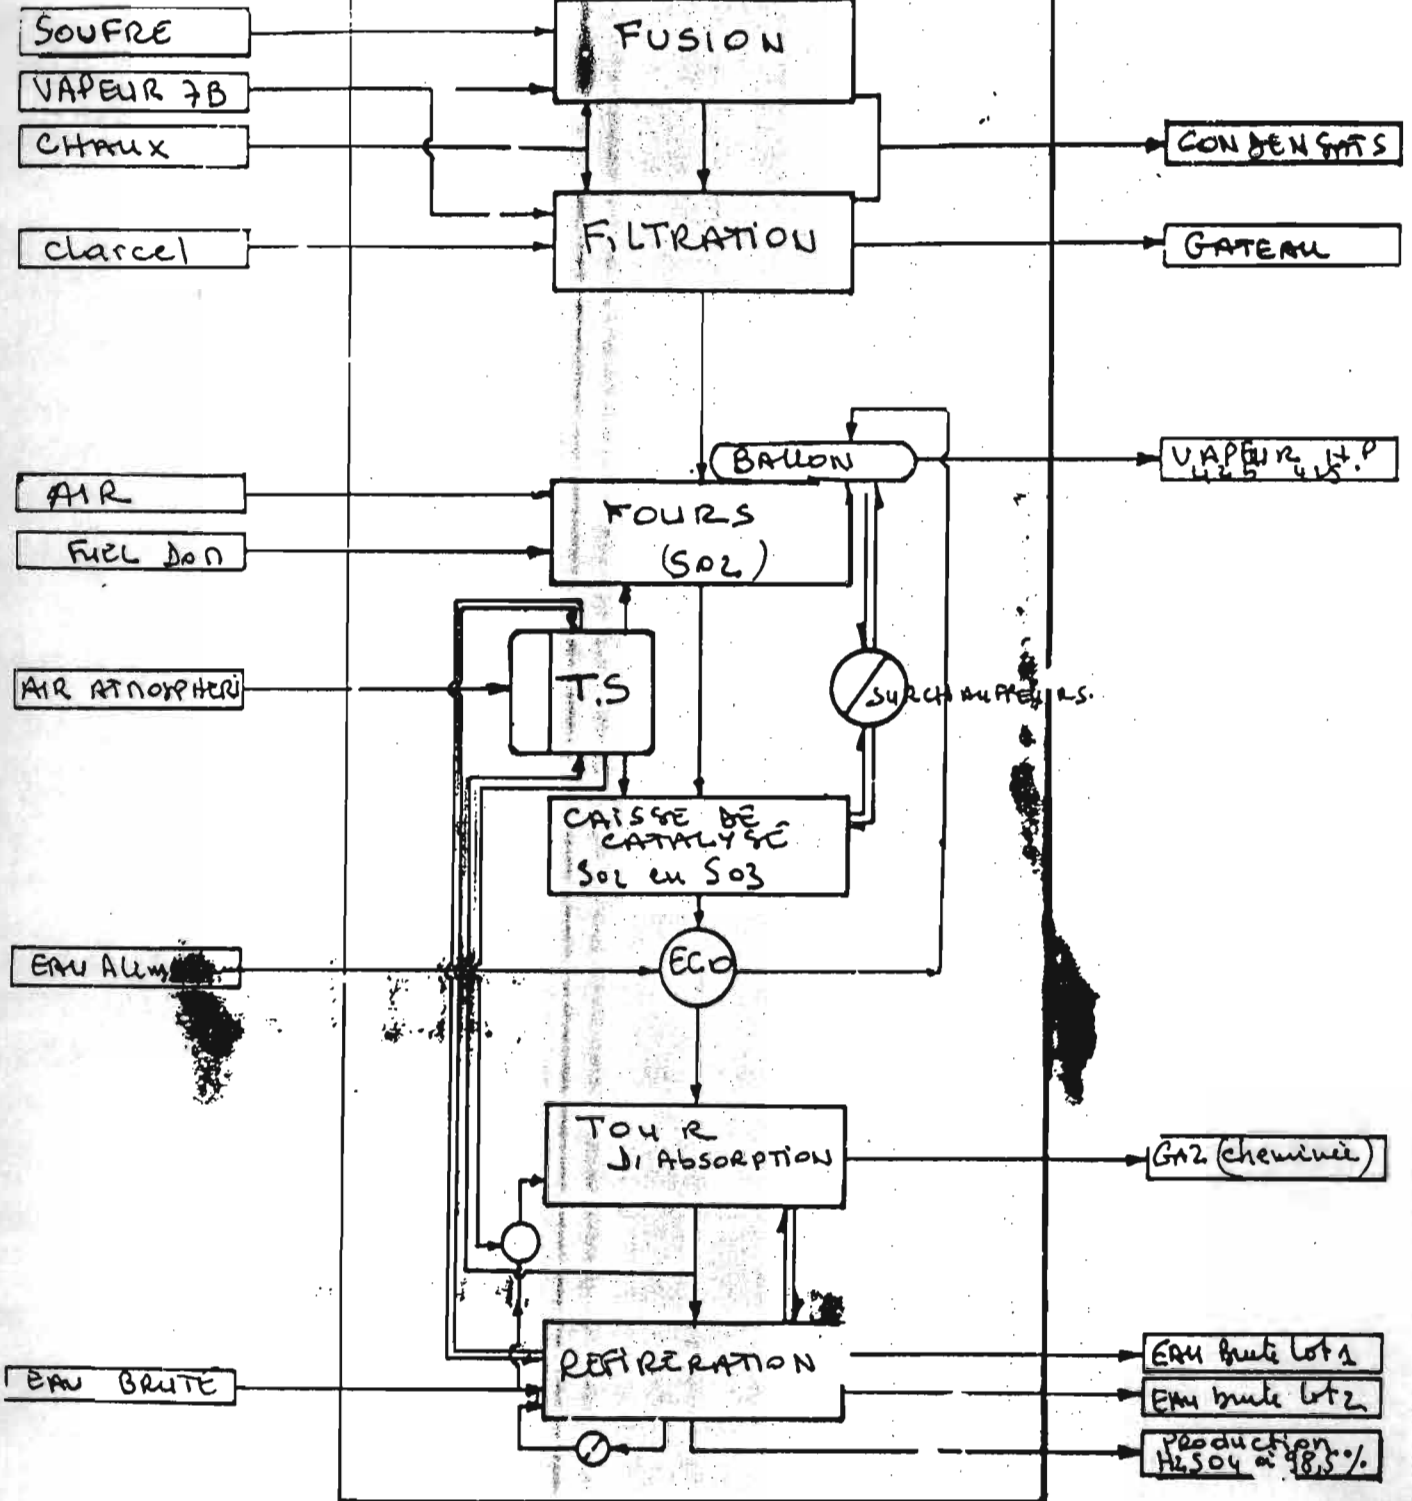 SOUFRE
FUSION
VAPEUR 7B
CHAUX
CONDENSATS
Clarcel
FILTRATION
GATEAU
BALLON
VAPEUR H.P
AIR
FOURS
(SO2)
FUEL DOM
AIR ATMOSPHERI
T.S
SURCHAUFFEURS.
CAISSE DE
CATALYSE
SO2 en SO3
EAU ALIM
ECO
TOUR
D'ABSORPTION
GAZ (cheminée)
REFIRERATION
EAU BRUTE
EAU Brute Lot 1
EAU brute Lot 2
Production
H2SO4 à 98,5%